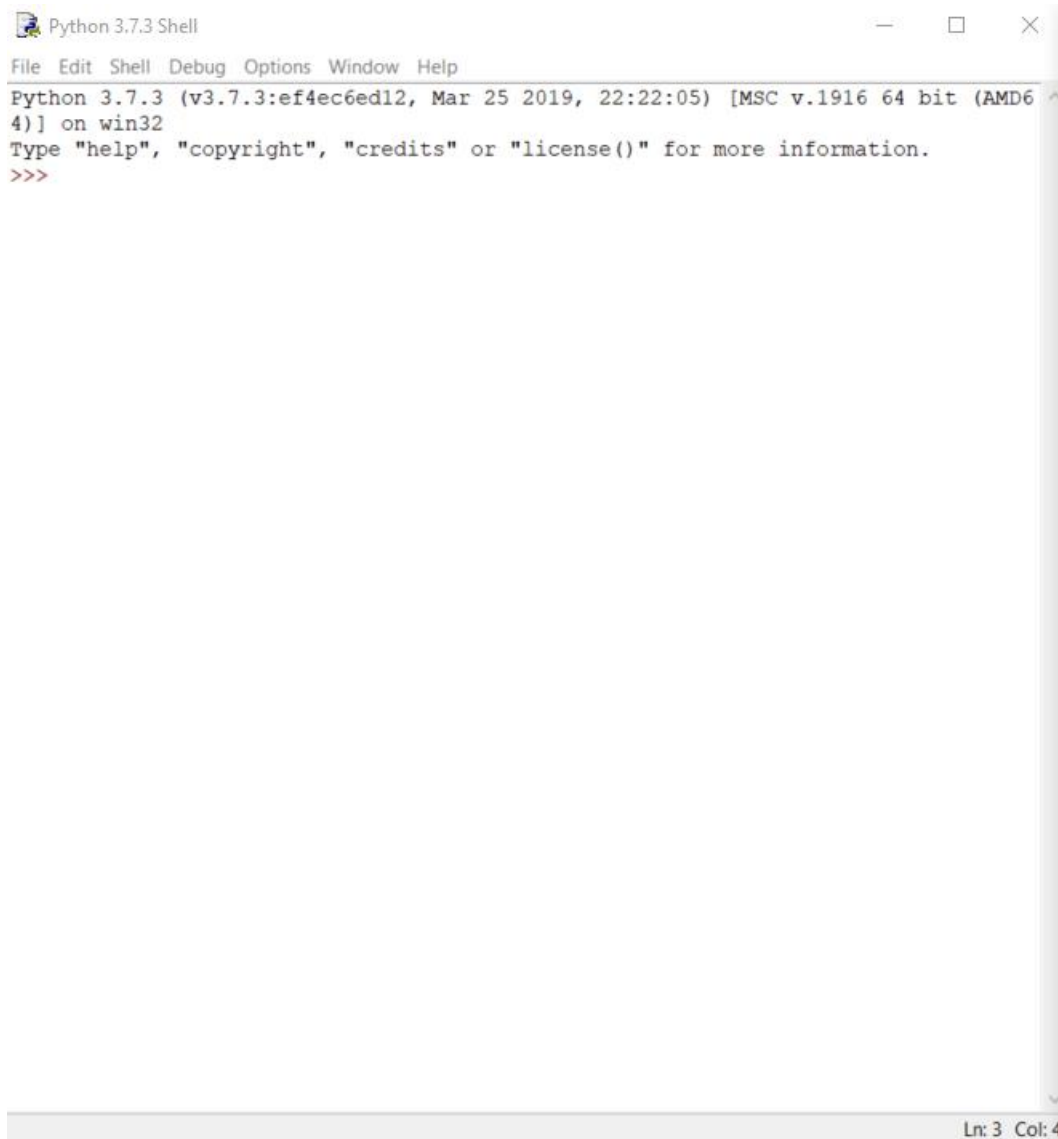 Python 3.7.3 Shell
File Edit Shell Debug Options Window Help
Python 3.7.3 (v3.7.3:ef4ec6ed12, Mar 25 2019, 22:22:05) [MSC v.1916 64 bit (AMD6
4)] on win32
Type "help", "copyright", "credits" or "license()" for more information.
>>>
Ln: 3 Col: 4